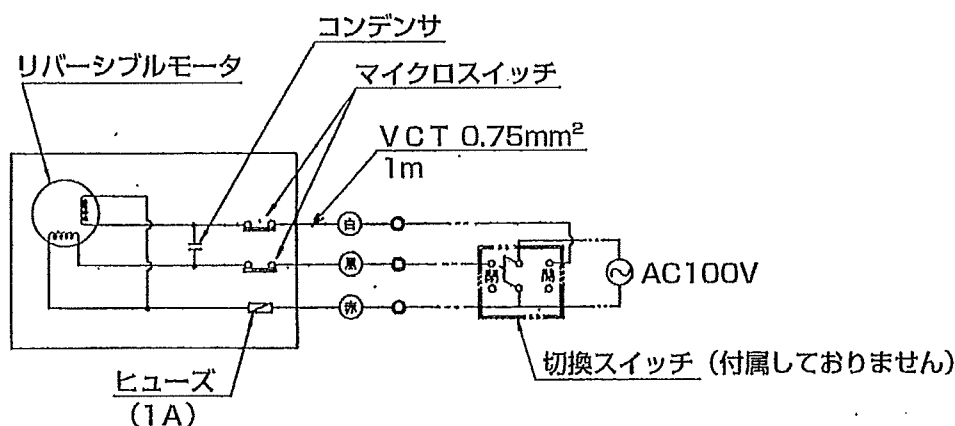 コンデンサ
リバーシブルモータ
マイクロスイッチ
VCT 0.75mm²
1m
白
黒
赤
AC100V
切換スイッチ（付属しておりません）
ヒューズ
（1A）